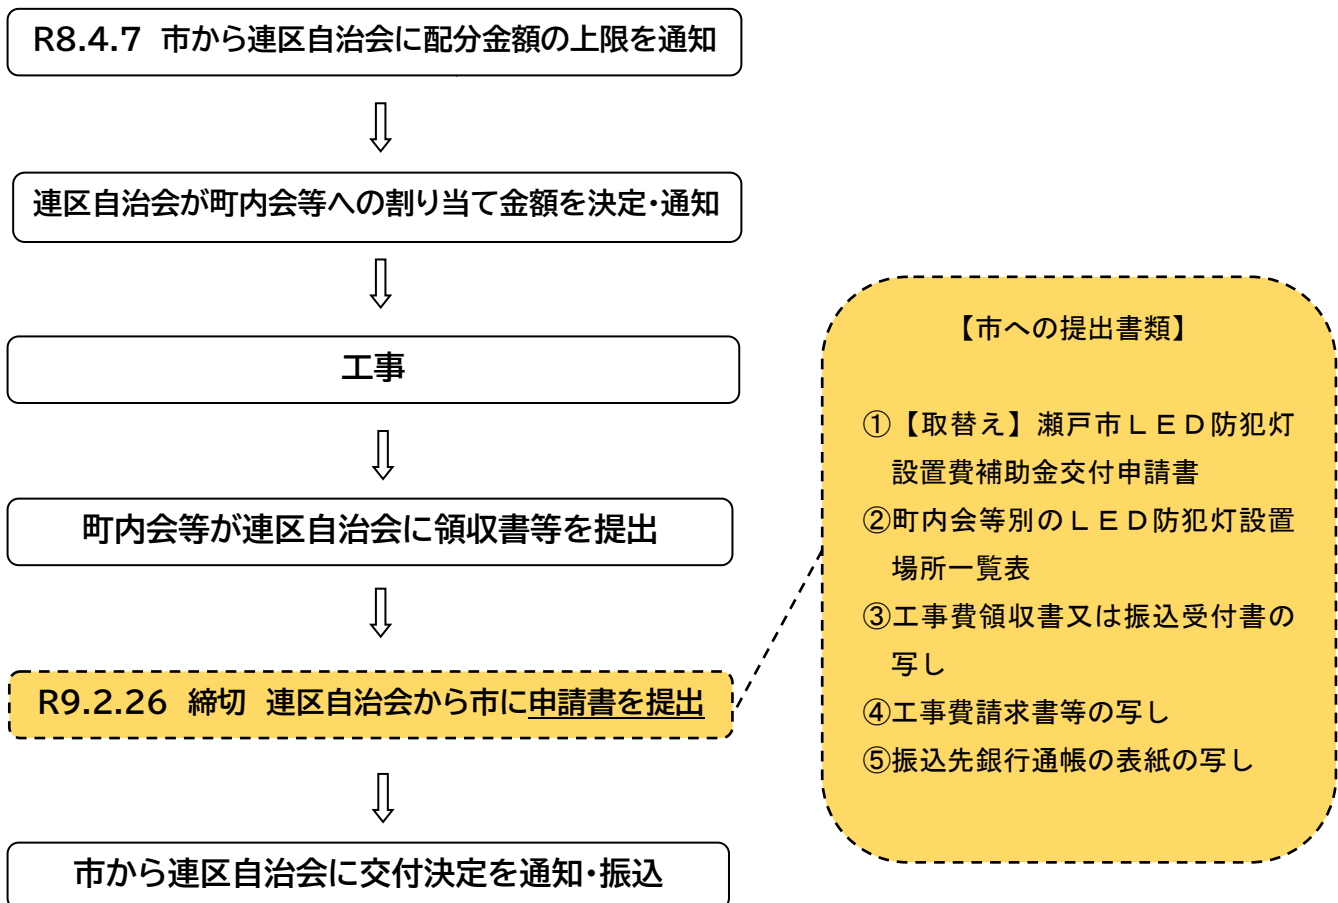 R8.4.7 市から連区自治会に配分金額の上限を通知
連区自治会が町内会等への割り当て金額を決定・通知
工事
町内会等が連区自治会に領収書等を提出
R9.2.26 締切 連区自治会から市に申請書を提出
市から連区自治会に交付決定を通知・振込
【市への提出書類】
①【取替え】瀬戸市ＬＥＤ防犯灯
設置費補助金交付申請書
②町内会等別のＬＥＤ防犯灯設置
場所一覧表
③工事費領収書又は振込受付書の
写し
④工事費請求書等の写し
⑤振込先銀行通帳の表紙の写し